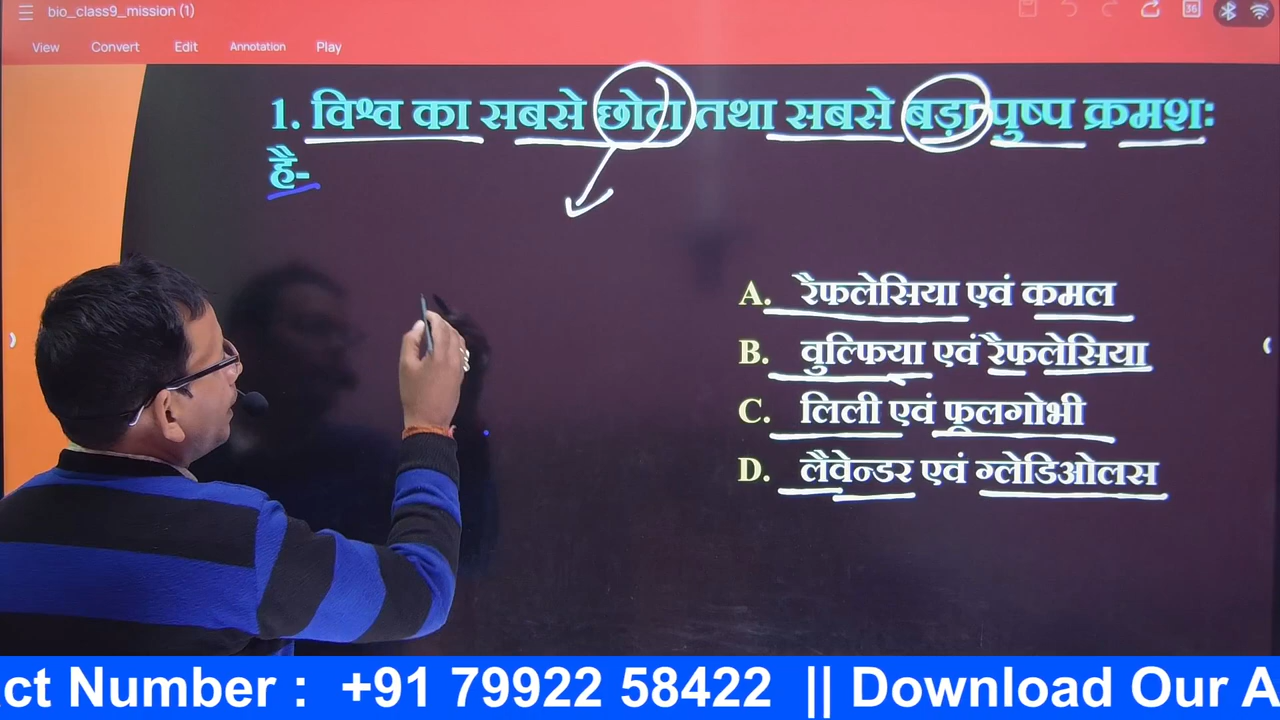 bio_class9_mission (1)
36
View Convert Edit Annotation Play
1. विश्व का सबसे छोटा तथा सबसे बड़ा पुष्प क्रमशः
है-
A. रैफलेसिया एवं कमल
B. वुल्फिया एवं रैफलेसिया
C. लिली एवं फूलगोभी
D. लैवेन्डर एवं ग्लेडिओलस
ct Number : +91 79922 58422 || Download Our A